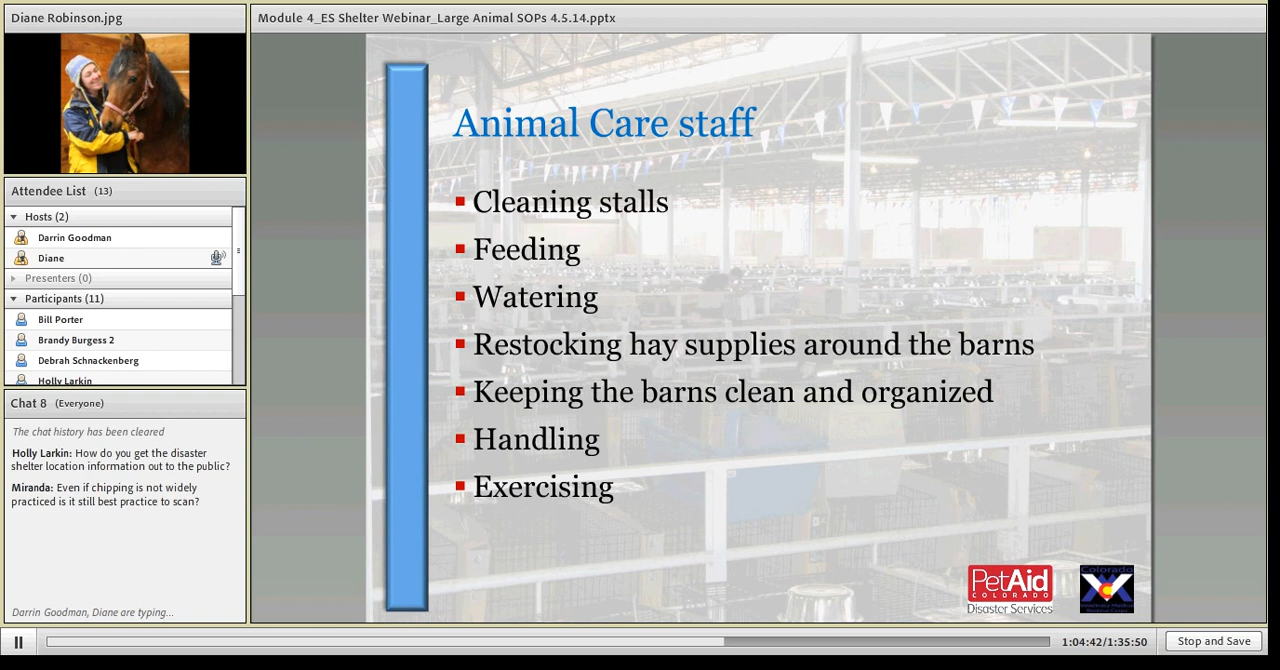 Diane Robinson.jpg
Module 4_ES Shelter Webinar_Large Animal SOPs 4.5.14.pptx
Attendee List (13)
Hosts (2)
Darrin Goodman
Diane
Presenters (0)
Participants (11)
Bill Porter
Brandy Burgess 2
Debrah Schnackenberg
Holly Larkin
Chat 8 (Everyone)
The chat history has been cleared
Holly Larkin: How do you get the disaster
shelter location information out to the public?
Miranda: Even if chipping is not widely
practiced is it still best practice to scan?
Darrin Goodman, Diane are typing...
Animal Care staff
Cleaning stalls
Feeding
Watering
Restocking hay supplies around the barns
Keeping the barns clean and organized
Handling
Exercising
PetAid
COLORADO
Disaster Services
Colorado
1:04:42/1:35:50
Stop and Save